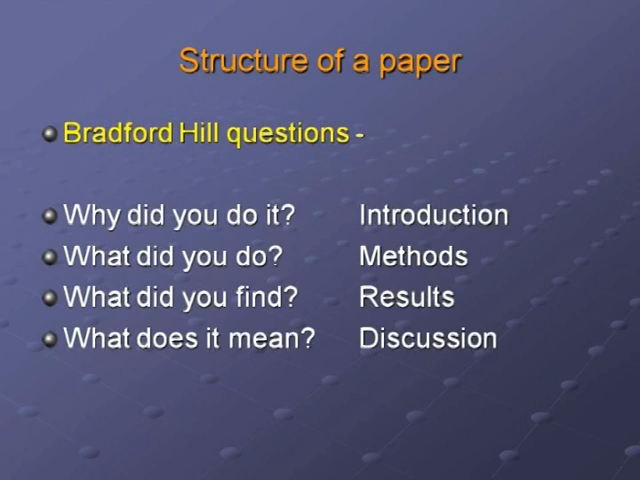 Structure of a paper
Bradford Hill questions -
Why did you do it? Introduction
What did you do? Methods
What did you find? Results
What does it mean? Discussion